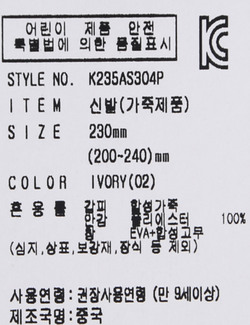 어린이 제품 안전
특별법에 의한 품질표시
KC
STYLE NO. K235AS304P
ITEM 신발(가죽제품)
SIZE 230mm
(200~240)mm
COLOR IVORY(02)
혼용률 갑피 합성가죽
안감 폴리에스터 100%
창 EVA+합성고무
(심지,상표,보강재,장식 등 제외)
사용연령: 권장사용연령 (만 9세이상)
제조국명: 중국